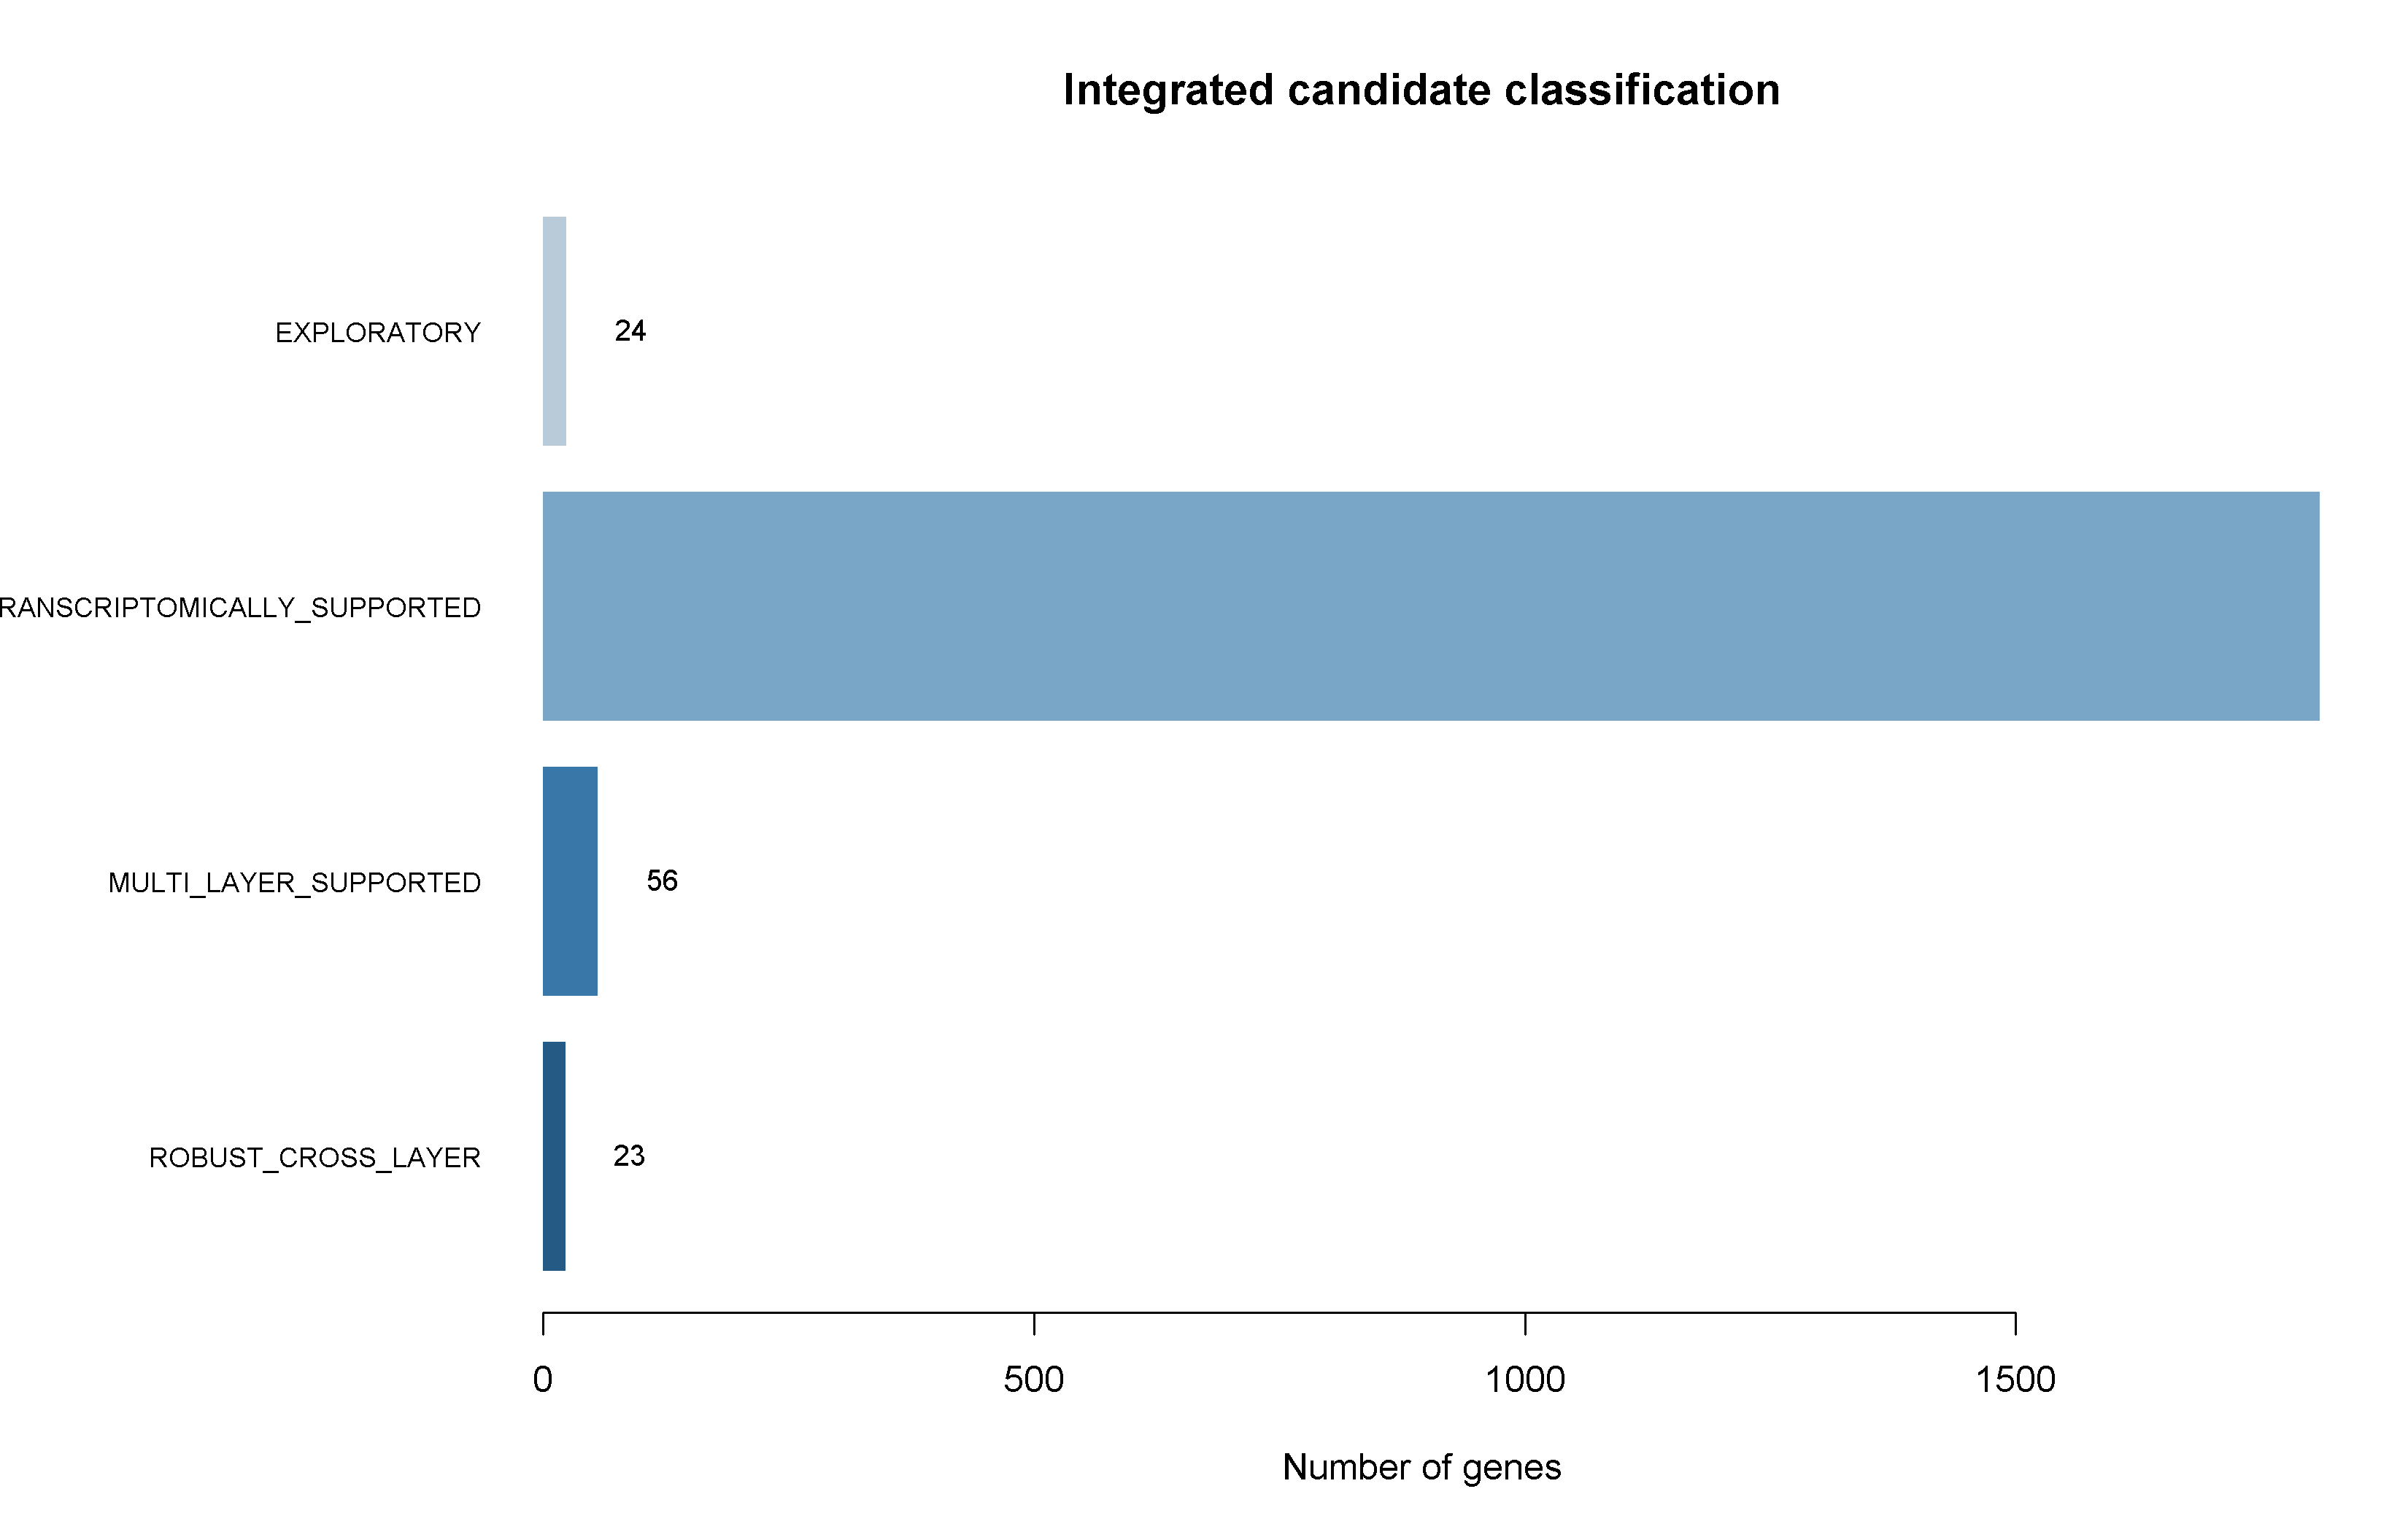 Integrated candidate classification
EXPLORATORY
24
RANSCRIPTOMICALLY_SUPPORTED
MULTI_LAYER_SUPPORTED
56
ROBUST_CROSS_LAYER
23
0 500 1000 1500
Number of genes